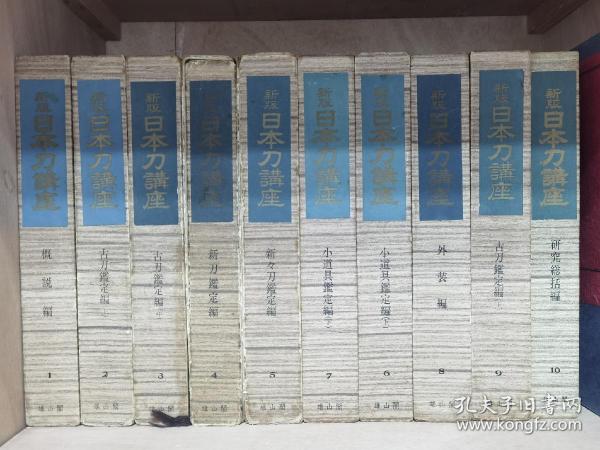 新版
日本刀講座
概説編
1
雄山閣
新版
日本刀講座
古刀鑑定編
2
雄山閣
新版
日本刀講座
古刀鑑定編(中)
3
雄山閣
新版
日本刀講座
新刀鑑定編
4
雄山閣
新版
日本刀講座
新々刀鑑定編
5
雄山閣
新版
日本刀講座
小道具鑑定編(下)
7
雄山閣
新版
日本刀講座
小道具鑑定編(上)
6
雄山閣
新版
日本刀講座
外装編
8
雄山閣
新版
日本刀講座
古刀鑑定編
9
雄山閣
新版
日本刀講座
研究総括編
10
雄山閣
孔夫子旧书网
www.kongfz.com